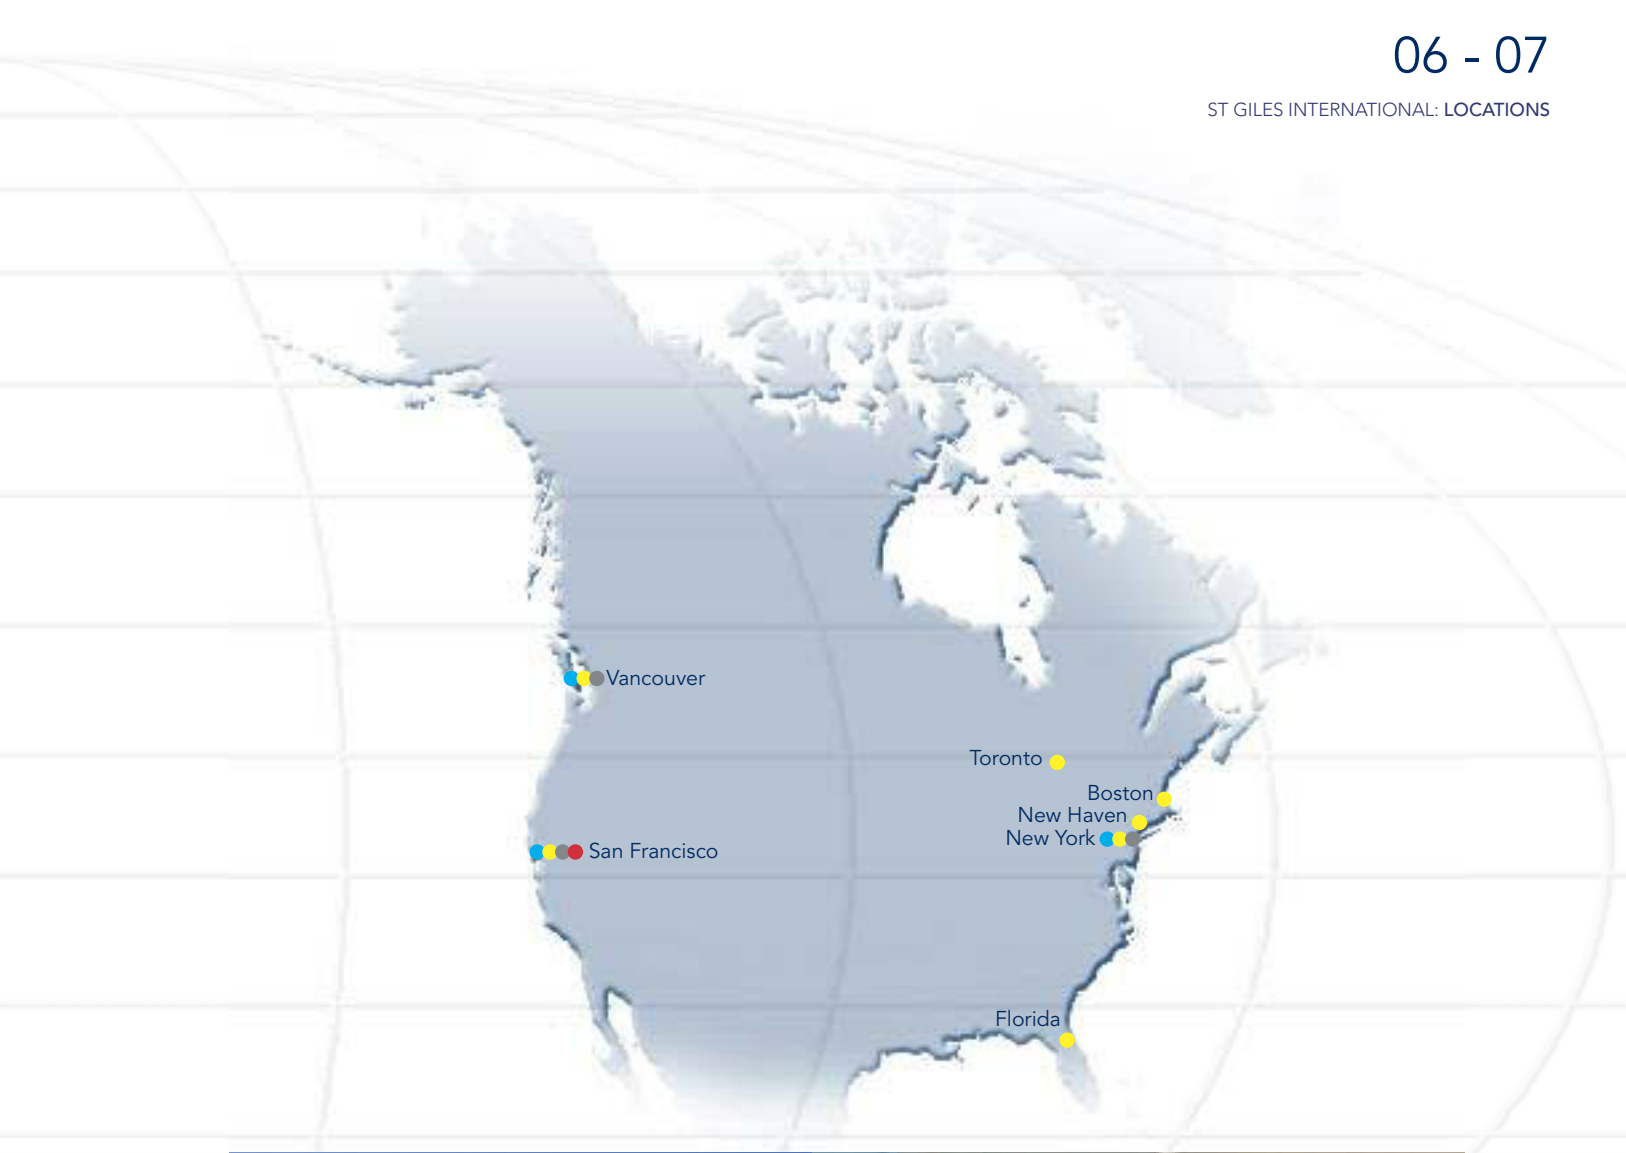 06 - 07
ST GILES INTERNATIONAL: LOCATIONS
Vancouver
Toronto
Boston
New Haven
New York
San Francisco
Florida